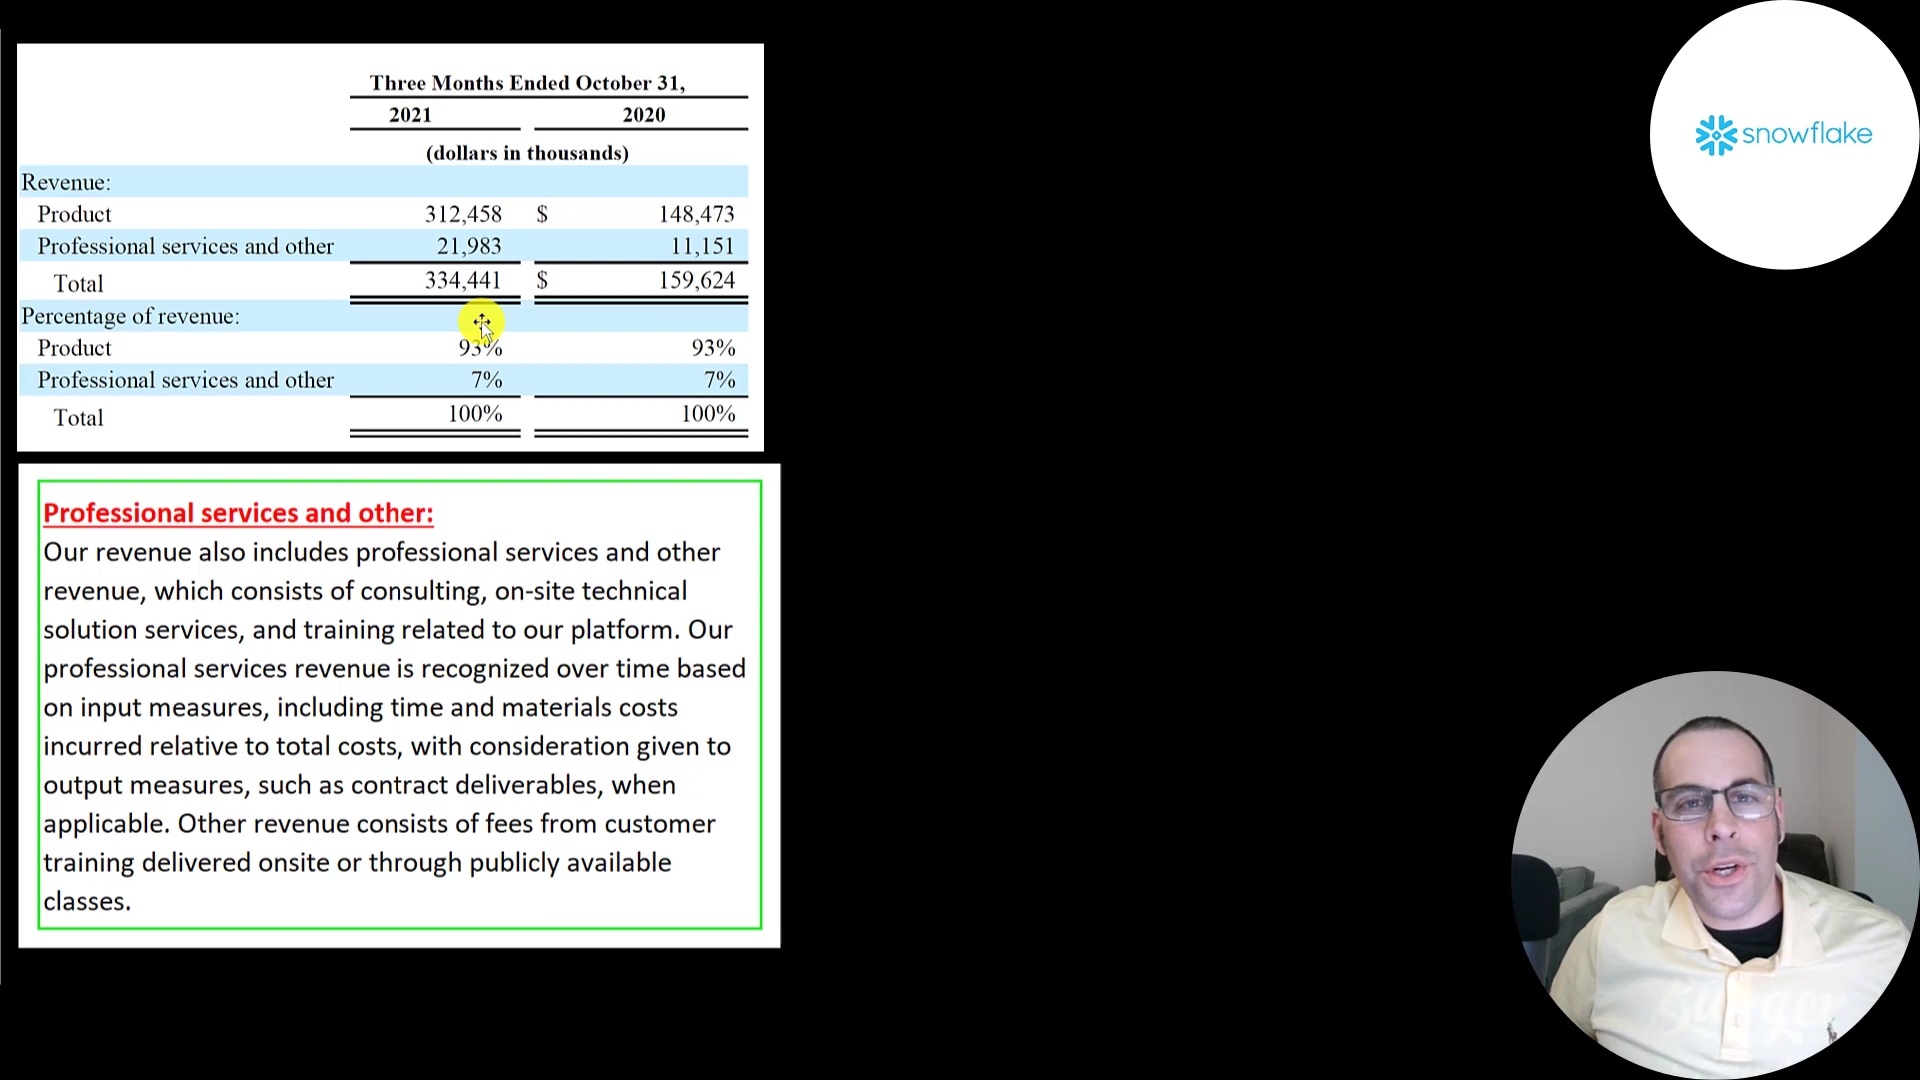 Three Months Ended October 31,
2021 2020
(dollars in thousands)
Revenue:
Product 312,458 $ 148,473
Professional services and other 21,983 11,151
Total 334,441 $ 159,624
Percentage of revenue:
Product 93% 93%
Professional services and other 7% 7%
Total 100% 100%
Professional services and other:
Our revenue also includes professional services and other
revenue, which consists of consulting, on-site technical
solution services, and training related to our platform. Our
professional services revenue is recognized over time based
on input measures, including time and materials costs
incurred relative to total costs, with consideration given to
output measures, such as contract deliverables, when
applicable. Other revenue consists of fees from customer
training delivered onsite or through publicly available
classes.
snowflake